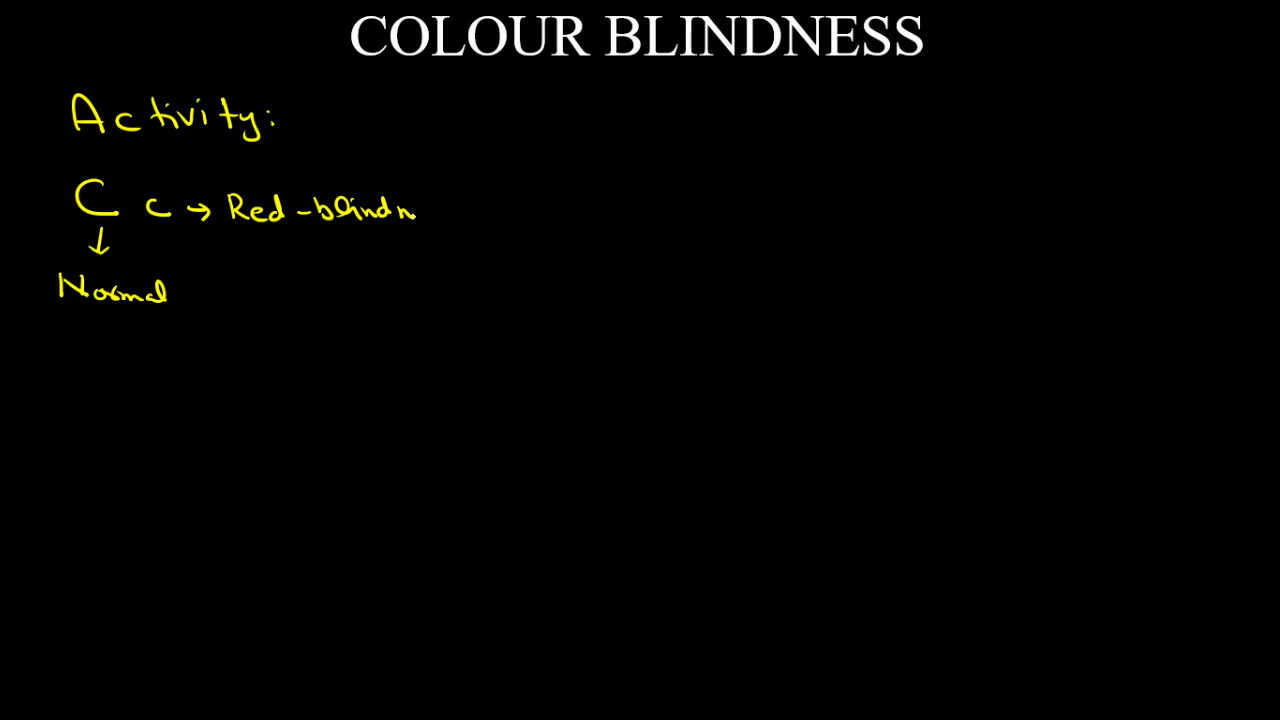 COLOUR BLINDNESS
Activity:
C c → Red-blindn
↓
Normal